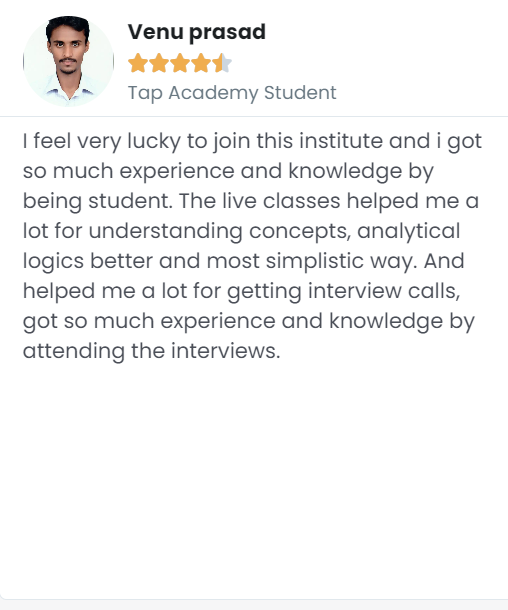 Venu prasad
Tap Academy Student
I feel very lucky to join this institute and i got
so much experience and knowledge by
being student. The live classes helped me a
lot for understanding concepts, analytical
logics better and most simplistic way. And
helped me a lot for getting interview calls,
got so much experience and knowledge by
attending the interviews.